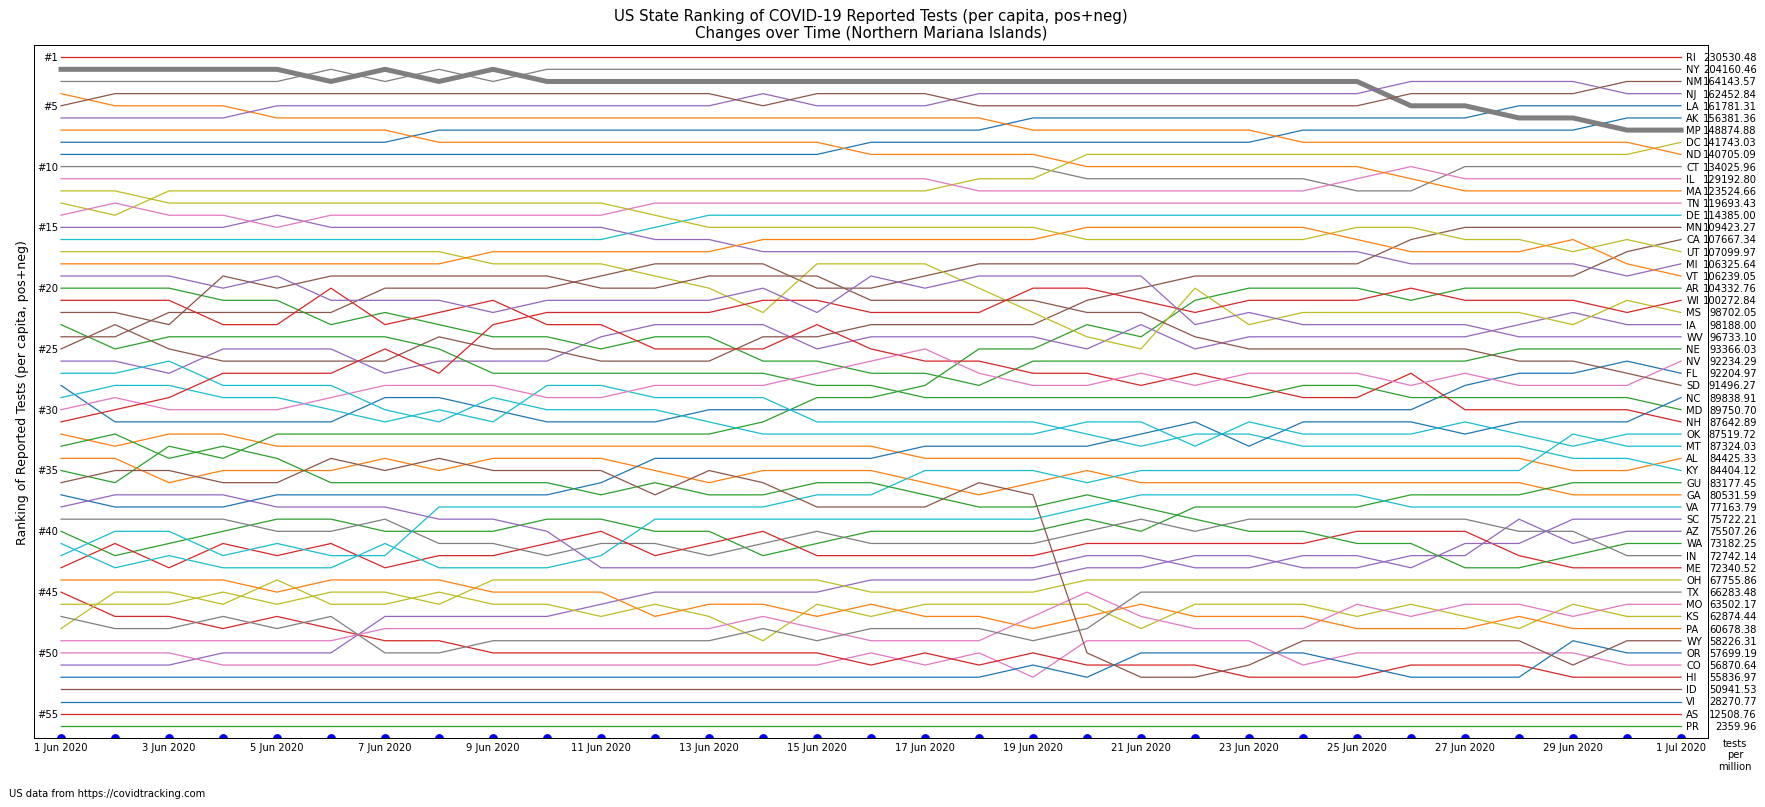 US State Ranking of COVID-19 Reported Tests (per capita, pos+neg)
Changes over Time (Northern Mariana Islands)
Ranking of Reported Tests (per capita, pos+neg)
#1
#5
#10
#15
#20
#25
#30
#35
#40
#45
#50
#55
RI 230530.48
NY 204160.46
NM 164143.57
NJ 162452.84
LA 161781.31
AK 156381.36
MP 148874.88
DC 141743.03
ND 140705.09
CT 134025.96
IL 129192.80
MA 123524.66
TN 119693.43
DE 114385.00
MN 109423.27
CA 107667.34
UT 107099.97
MI 106325.64
VT 106239.05
AR 104332.76
WI 100272.84
MS 98702.05
IA 98188.00
WV 96733.10
NE 93366.03
NV 92234.29
FL 92204.97
SD 91496.27
NC 89838.91
MD 89750.70
NH 87642.89
OK 87519.72
MT 87324.03
AL 84425.33
KY 84404.12
GU 83177.45
GA 80531.59
VA 77163.79
SC 75722.21
AZ 75507.26
WA 73182.25
IN 72742.14
ME 72340.52
OH 67755.86
TX 66283.48
MO 63502.17
KS 62874.44
PA 60678.38
WY 58226.31
OR 57699.19
CO 56870.64
HI 55836.97
ID 50941.53
VI 28270.77
AS 12508.76
PR 2359.96
1 Jun 2020 3 Jun 2020 5 Jun 2020 7 Jun 2020 9 Jun 2020 11 Jun 2020 13 Jun 2020 15 Jun 2020 17 Jun 2020 19 Jun 2020 21 Jun 2020 23 Jun 2020 25 Jun 2020 27 Jun 2020 29 Jun 2020 1 Jul 2020
tests
per
million
US data from https://covidtracking.com